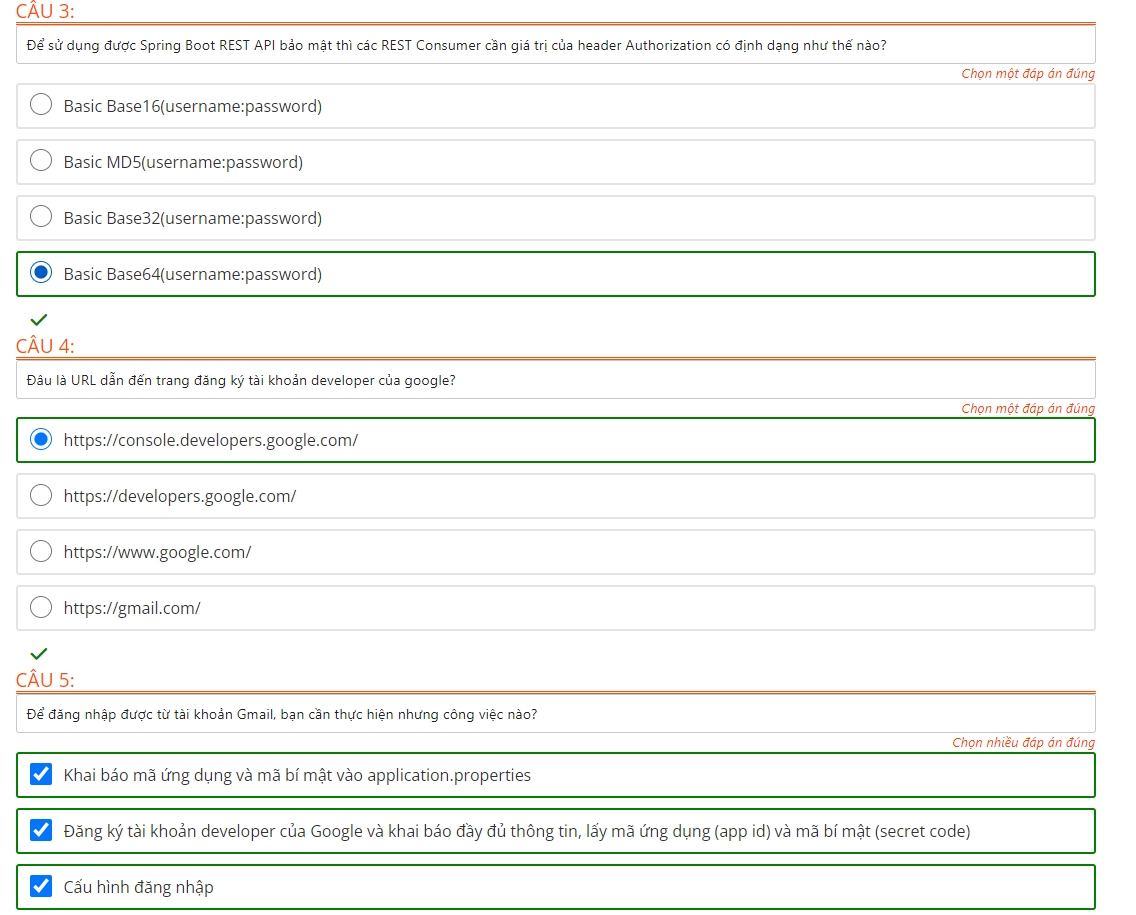 CÂU 3:
Để sử dụng được Spring Boot REST API bảo mật thì các REST Consumer cần giá trị của header Authorization có định dạng như thế nào?
Chọn một đáp án đúng
Basic Base16(username:password)
Basic MD5(username:password)
Basic Base32(username:password)
Basic Base64(username:password)
CÂU 4:
Đâu là URL dẫn đến trang đăng ký tài khoản developer của google?
Chọn một đáp án đúng
https://console.developers.google.com/
https://developers.google.com/
https://www.google.com/
https://gmail.com/
CÂU 5:
Để đăng nhập được từ tài khoản Gmail, bạn cần thực hiện nhưng công việc nào?
Chọn nhiều đáp án đúng
Khai báo mã ứng dụng và mã bí mật vào application.properties
Đăng ký tài khoản developer của Google và khai báo đầy đủ thông tin, lấy mã ứng dụng (app id) và mã bí mật (secret code)
Cấu hình đăng nhập